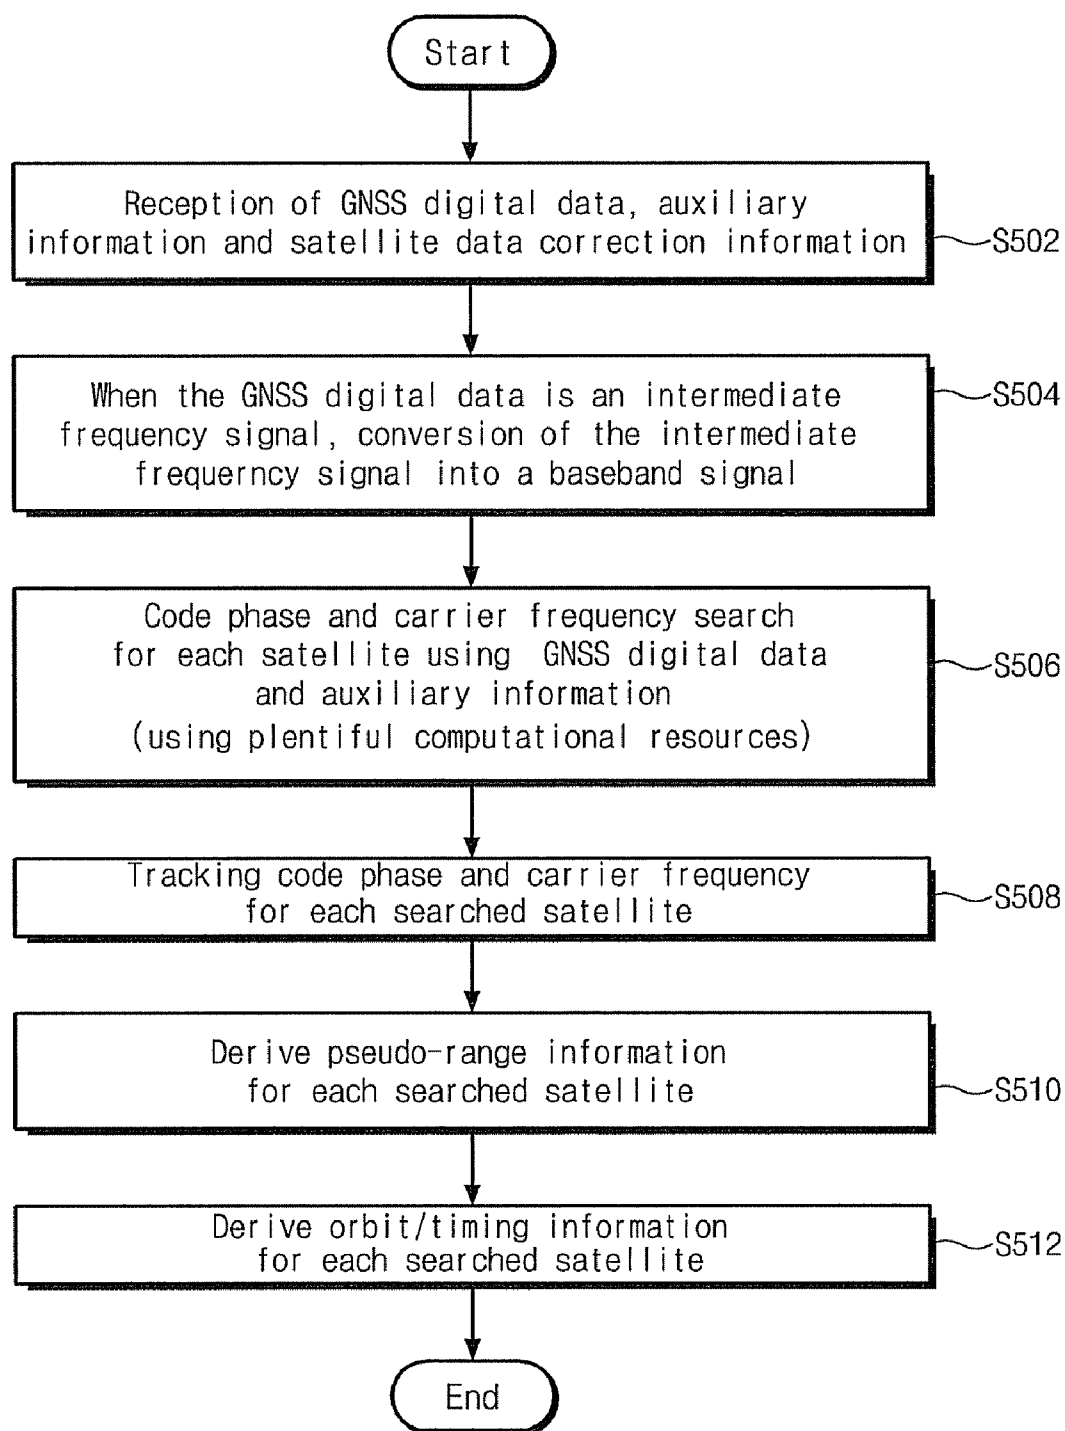 Start
Reception of GNSS digital data, auxiliary
information and satellite data correction information
S502
When the GNSS digital data is an intermediate
frequency signal, conversion of the intermediate
frequerncy signal into a baseband signal
S504
Code phase and carrier frequency search
for each satellite using GNSS digital data
and auxiliary information
(using plentiful computational resources)
S506
Tracking code phase and carrier frequency
for each searched satellite
S508
Derive pseudo-range information
for each searched satellite
S510
Derive orbit/timing information
for each searched satellite
S512
End